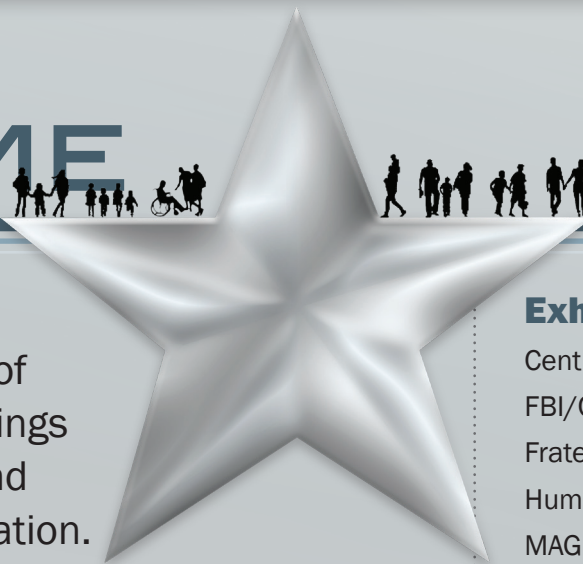 ME
of
ings
nd
ation.
Exh
Cent
FBI/C
Frate
Hum
MAG